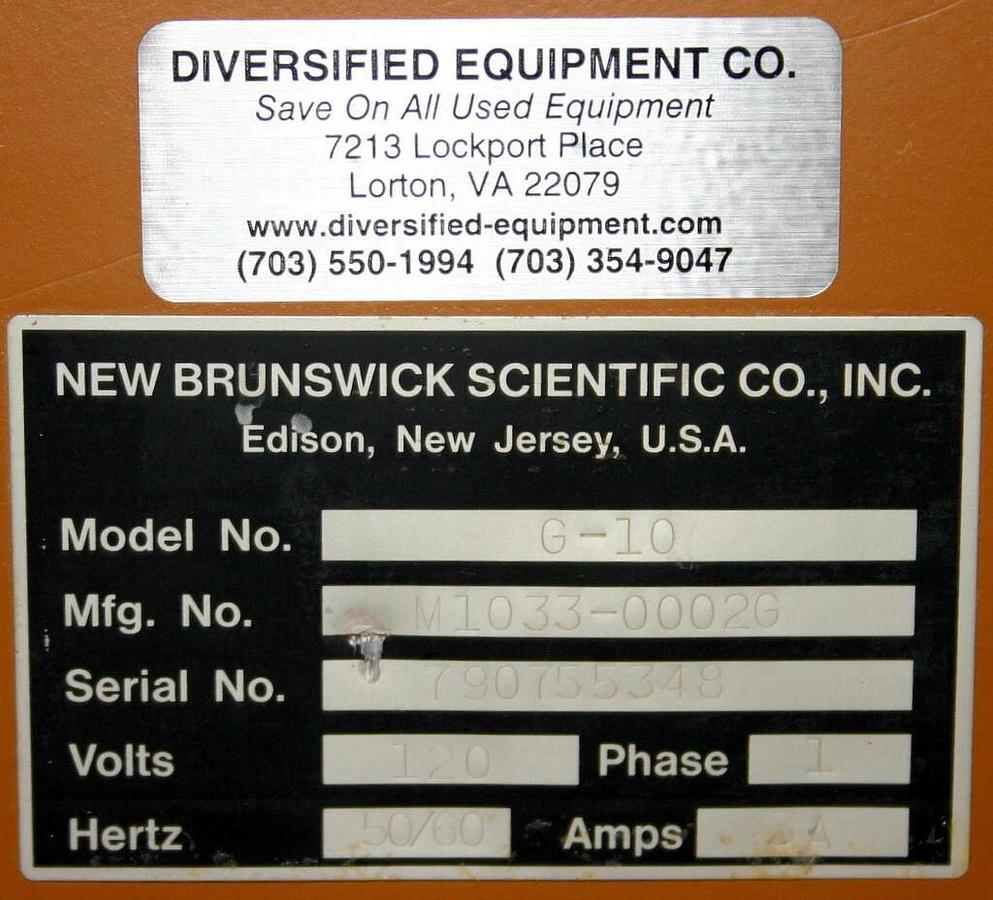 DIVERSIFIED EQUIPMENT CO.
Save On All Used Equipment
7213 Lockport Place
Lorton, VA 22079
www.diversified-equipment.com
(703) 550-1994 (703) 354-9047
NEW BRUNSWICK SCIENTIFIC CO., INC.
Edison, New Jersey, U.S.A.
Model No. G-10
Mfg. No. M1033-0002G
Serial No. 790755348
Volts 120 Phase 1
Hertz 50/60 Amps 3A